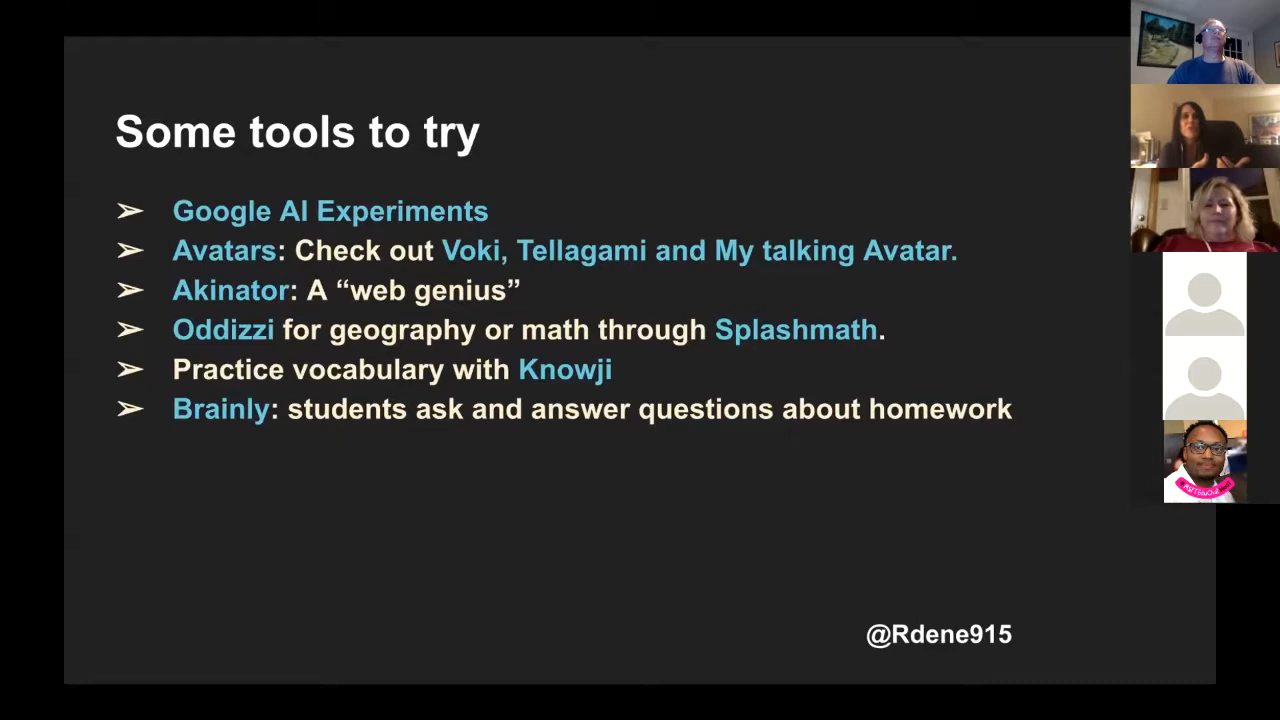 Some tools to try
➢ Google AI Experiments
➢ Avatars: Check out Voki, Tellagami and My talking Avatar.
➢ Akinator: A “web genius”
➢ Oddizzi for geography or math through Splashmath.
➢ Practice vocabulary with Knowji
➢ Brainly: students ask and answer questions about homework
@Rdene915